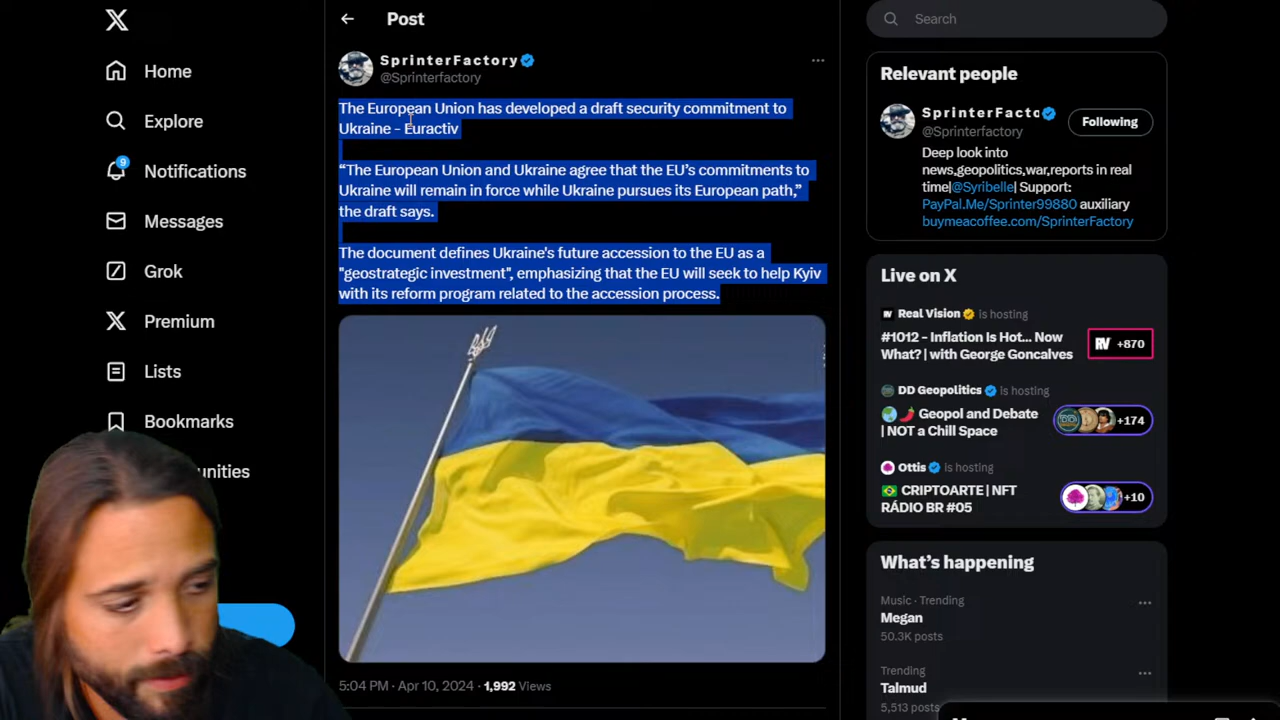 Home
Explore
9
Notifications
Messages
Grok
Premium
Lists
Bookmarks
unities
Post
SprinterFactory
@Sprinterfactory
The European Union has developed a draft security commitment to
Ukraine - Euractiv
“The European Union and Ukraine agree that the EU’s commitments to
Ukraine will remain in force while Ukraine pursues its European path,”
the draft says.
The document defines Ukraine's future accession to the EU as a
"geostrategic investment", emphasizing that the EU will seek to help Kyiv
with its reform program related to the accession process.
5:04 PM · Apr 10, 2024 · 1,992 Views
Search
Relevant people
SprinterFacto
@Sprinterfactory
Following
Deep look into
news,geopolitics,war,reports in real
time|@Syribelle| Support:
PayPal.Me/Sprinter99880 auxiliary
buymeacoffee.com/SprinterFactory
Live on X
Real Vision is hosting
#1012 - Inflation Is Hot... Now
What? | with George Goncalves
RV +870
DD Geopolitics is hosting
Geopol and Debate
| NOT a Chill Space
+174
Ottis is hosting
CRIPTOARTE | NFT
RÁDIO BR #05
+10
What’s happening
Music · Trending
Megan
50.3K posts
Trending
Talmud
5,513 posts